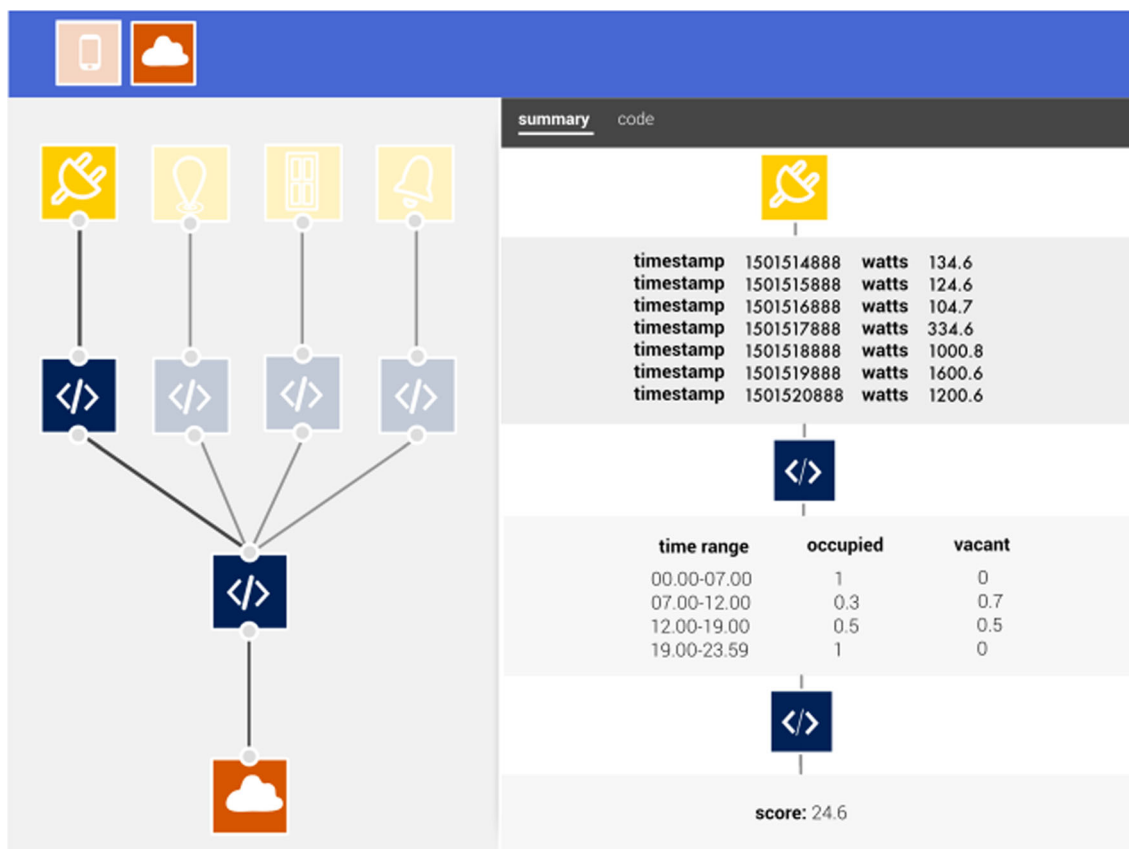 summary code
timestamp 1501514888 watts 134.6
timestamp 1501515888 watts 124.6
timestamp 1501516888 watts 104.7
timestamp 1501517888 watts 334.6
timestamp 1501518888 watts 1000.8
timestamp 1501519888 watts 1600.6
timestamp 1501520888 watts 1200.6
</>
</> </> </> </>
time range occupied vacant
00.00-07.00 1 0
07.00-12.00 0.3 0.7
12.00-19.00 0.5 0.5
19.00-23.59 1 0
</>
</>
score: 24.6